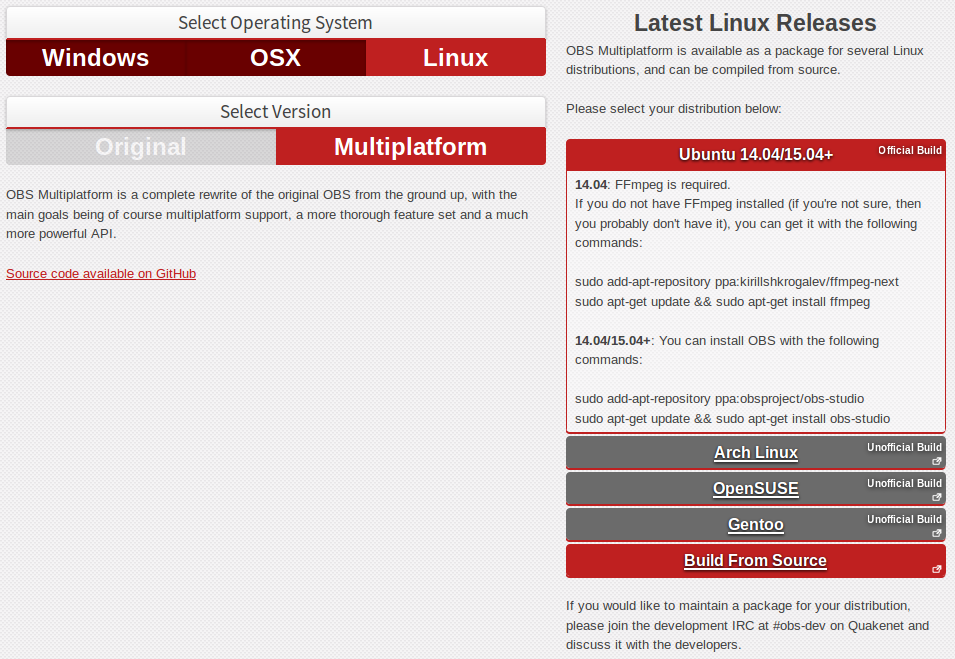 Select Operating System
Windows
OSX
Linux
Select Version
Original
Multiplatform
OBS Multiplatform is a complete rewrite of the original OBS from the ground up, with the
main goals being of course multiplatform support, a more thorough feature set and a much
more powerful API.
Source code available on GitHub
Latest Linux Releases
OBS Multiplatform is available as a package for several Linux
distributions, and can be compiled from source.
Please select your distribution below:
Ubuntu 14.04/15.04+
Official Build
14.04: FFmpeg is required.
If you do not have FFmpeg installed (if you're not sure, then
you probably don't have it), you can get it with the following
commands:
sudo add-apt-repository ppa:kirillshkrogalev/ffmpeg-next
sudo apt-get update && sudo apt-get install ffmpeg
14.04/15.04+: You can install OBS with the following
commands:
sudo add-apt-repository ppa:obsproject/obs-studio
sudo apt-get update && sudo apt-get install obs-studio
Arch Linux
Unofficial Build
OpenSUSE
Unofficial Build
Gentoo
Unofficial Build
Build From Source
If you would like to maintain a package for your distribution,
please join the development IRC at #obs-dev on Quakenet and
discuss it with the developers.